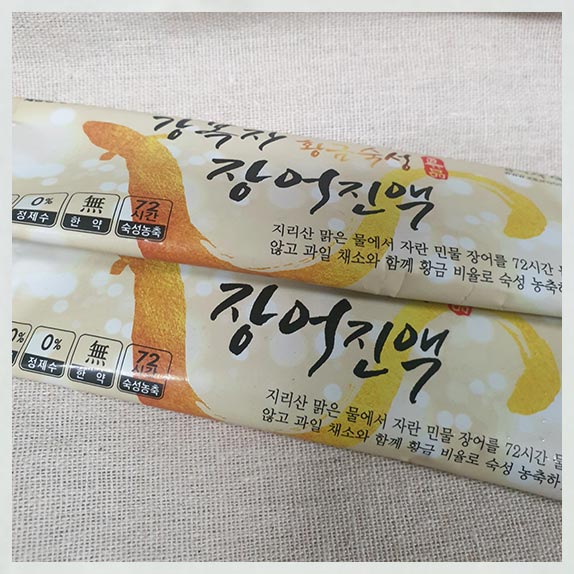 강목자 황금숙성
장어진액
0%
정제수
無
한약
72
시간
숙성농축
지리산 맑은 물에서 자란 민물 장어를 72시간
않고 과일 채소와 함께 황금 비율로 숙성 농축하
장어진액
0%
0%
정제수
無
한약
72
시간
숙성농축
지리산 맑은 물에서 자란 민물 장어를 72시간 물
않고 과일 채소와 함께 황금 비율로 숙성 농축하